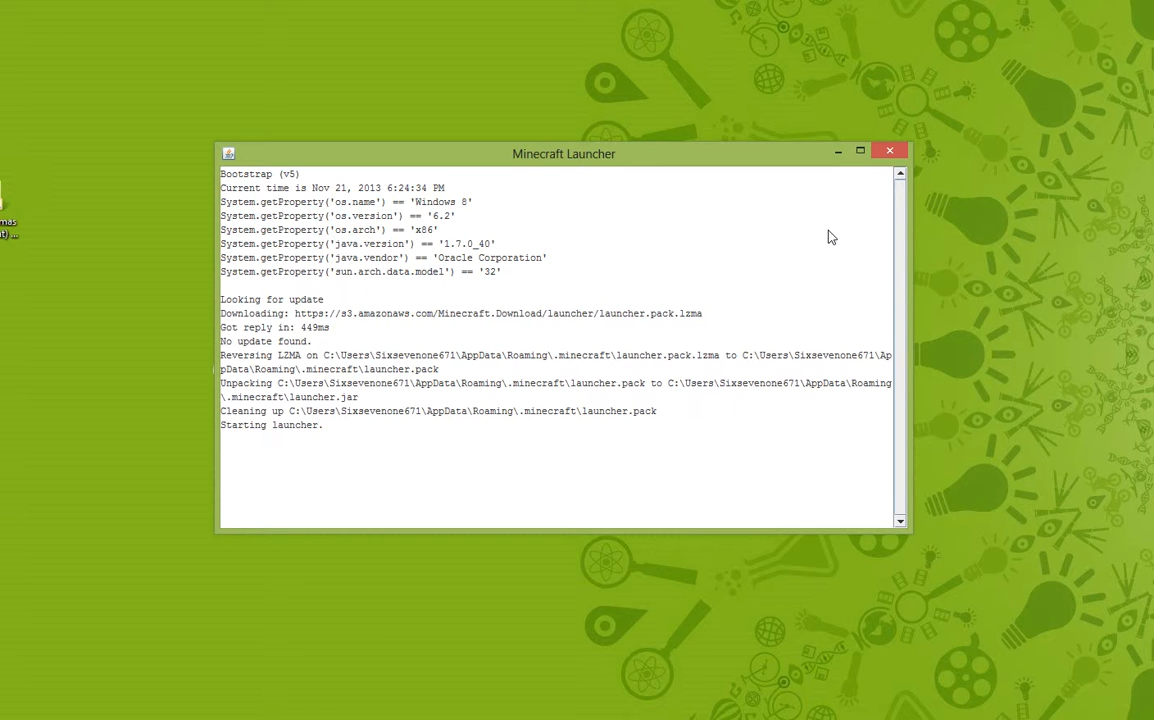 Minecraft Launcher
Bootstrap (v5)
Current time is Nov 21, 2013 6:24:34 PM
System.getProperty('os.name') == 'Windows 8'
System.getProperty('os.version') == '6.2'
System.getProperty('os.arch') == 'x86'
System.getProperty('java.version') == '1.7.0_40'
System.getProperty('java.vendor') == 'Oracle Corporation'
System.getProperty('sun.arch.data.model') == '32'
Looking for update
Downloading: https://s3.amazonaws.com/Minecraft.Download/launcher/launcher.pack.lzma
Got reply in: 449ms
No update found.
Reversing LZMA on C:\Users\Sixsevenone671\AppData\Roaming\.minecraft\launcher.pack.lzma to C:\Users\Sixsevenone671\Ap
pData\Roaming\.minecraft\launcher.pack
Unpacking C:\Users\Sixsevenone671\AppData\Roaming\.minecraft\launcher.pack to C:\Users\Sixsevenone671\AppData\Roaming
\.minecraft\launcher.jar
Cleaning up C:\Users\Sixsevenone671\AppData\Roaming\.minecraft\launcher.pack
Starting launcher.